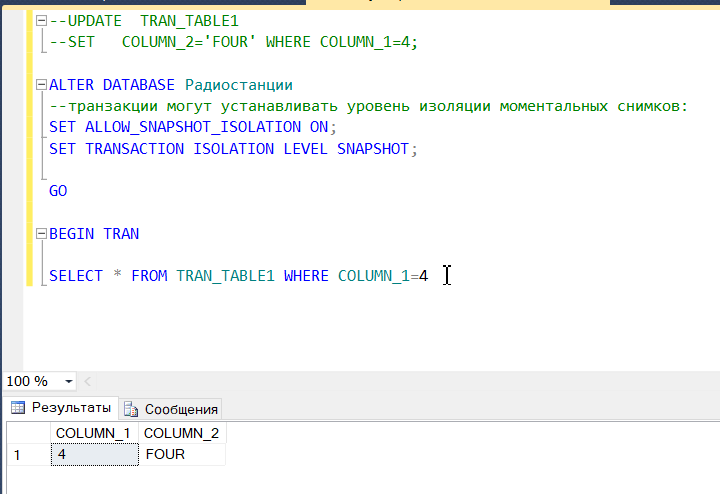 --UPDATE  TRAN_TABLE1
--SET   COLUMN_2='FOUR' WHERE COLUMN_1=4;
ALTER DATABASE Радиостанции
--транзакции могут устанавливать уровень изоляции моментальных снимков:
SET ALLOW_SNAPSHOT_ISOLATION ON;
SET TRANSACTION ISOLATION LEVEL SNAPSHOT;
GO
BEGIN TRAN
SELECT * FROM TRAN_TABLE1 WHERE COLUMN_1=4
100 %
Результаты Сообщения
COLUMN_1 COLUMN_2
1 4 FOUR